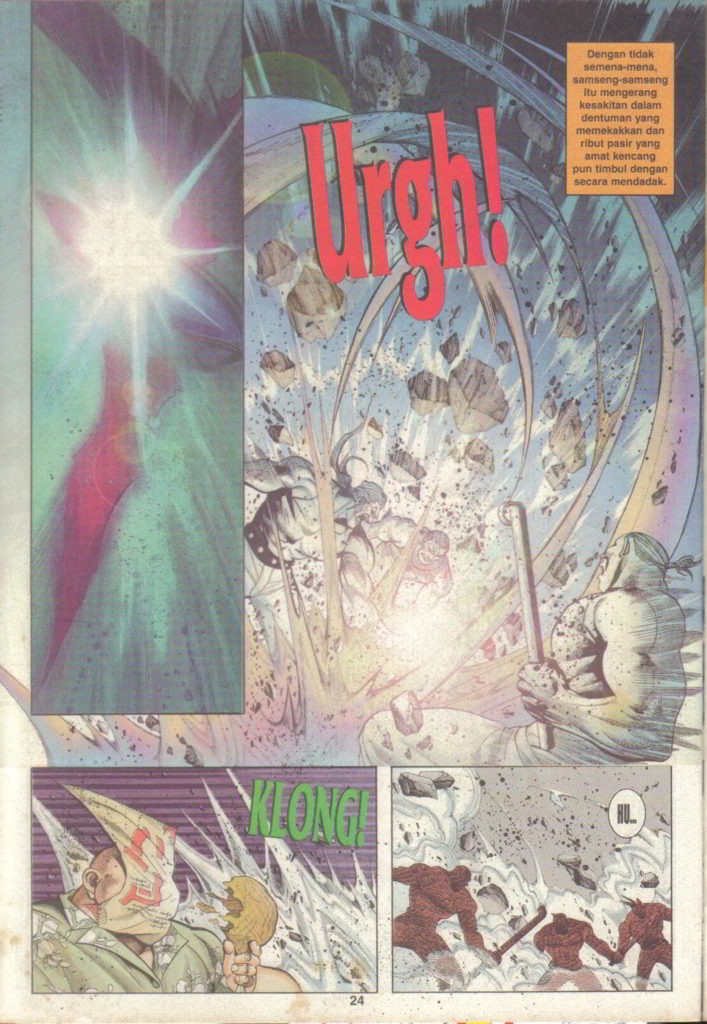 Dengan tidak
semena-mena,
samseng-samseng
itu mengerang
kesakitan dalam
dentuman yang
memekakkan dan
ribut pasir yang
amat kencang
pun timbul dengan
secara mendadak.
Urgh!
KLONG!
HU...
24